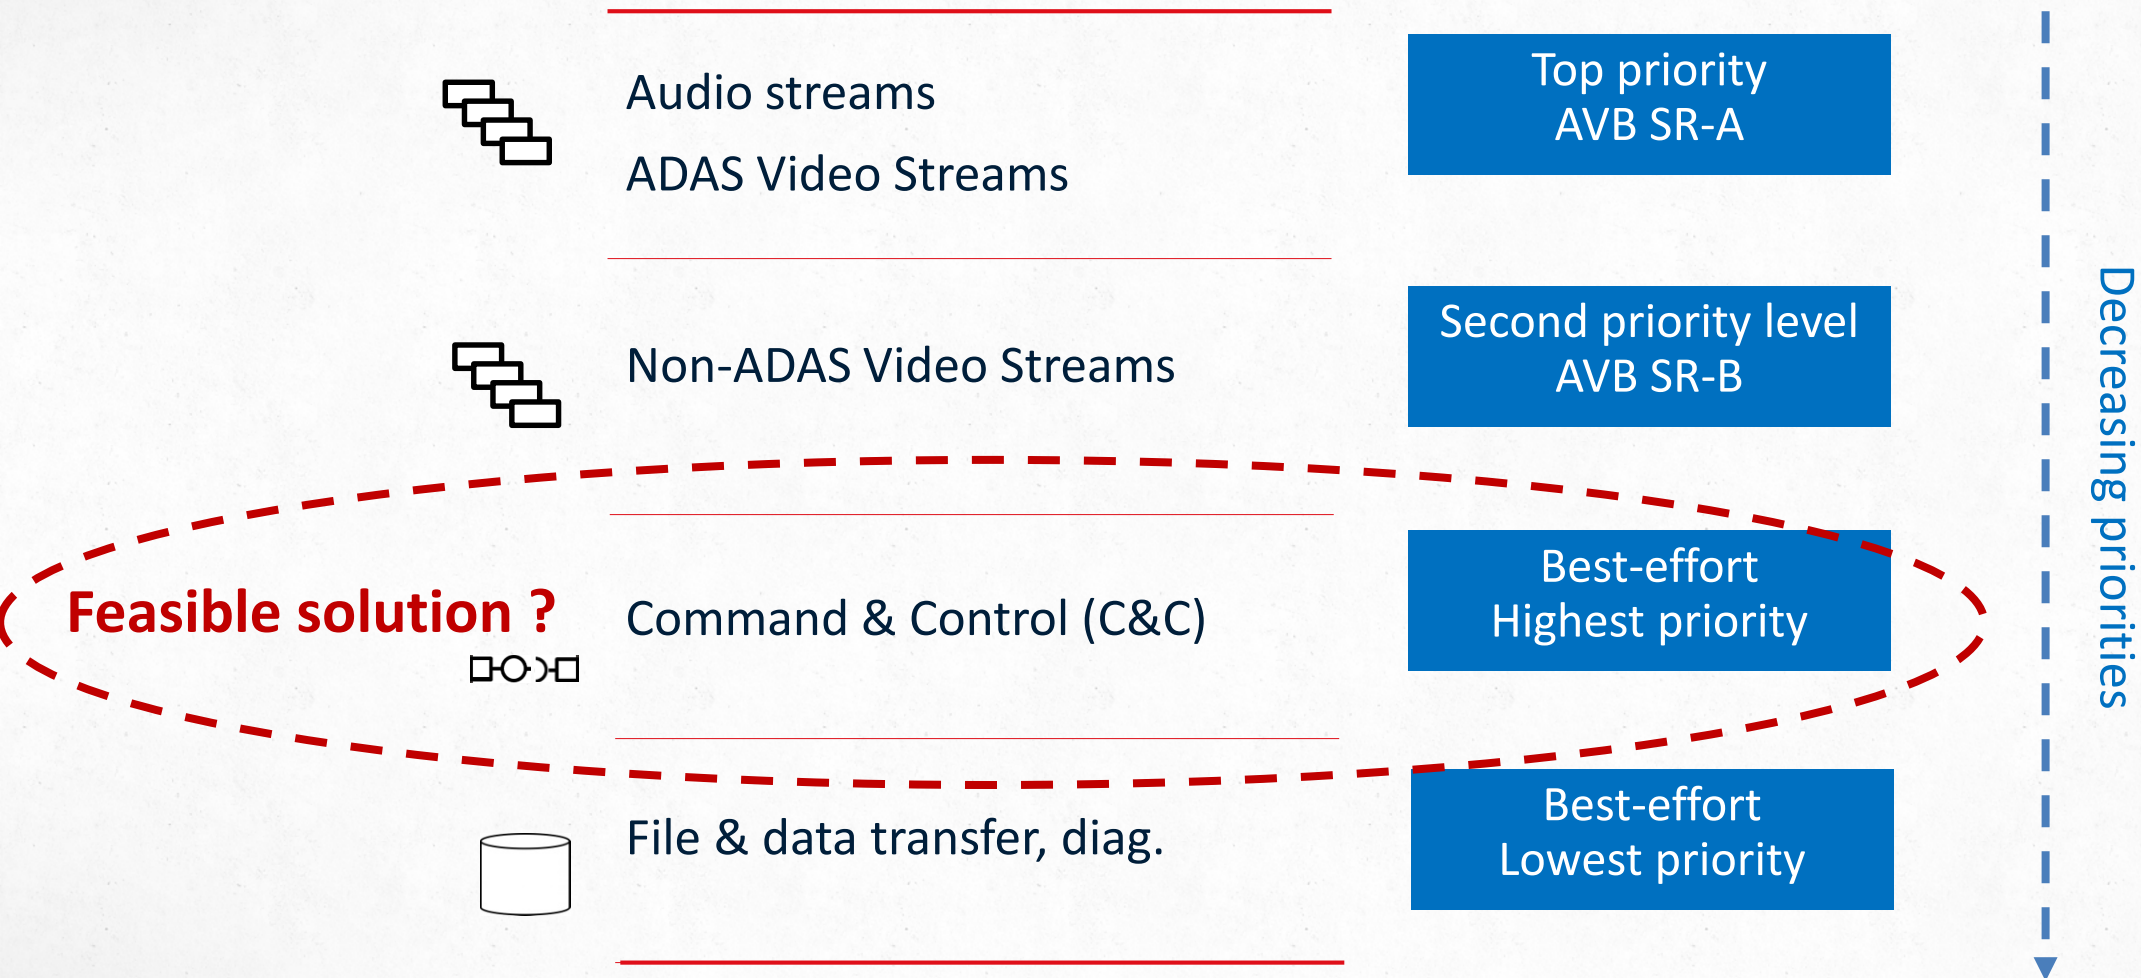 Audio streams
ADAS Video Streams
Top priority
AVB SR-A
Non-ADAS Video Streams
Second priority level
AVB SR-B
Feasible solution ?
Command & Control (C&C)
Best-effort
Highest priority
File & data transfer, diag.
Best-effort
Lowest priority
Decreasing priorities